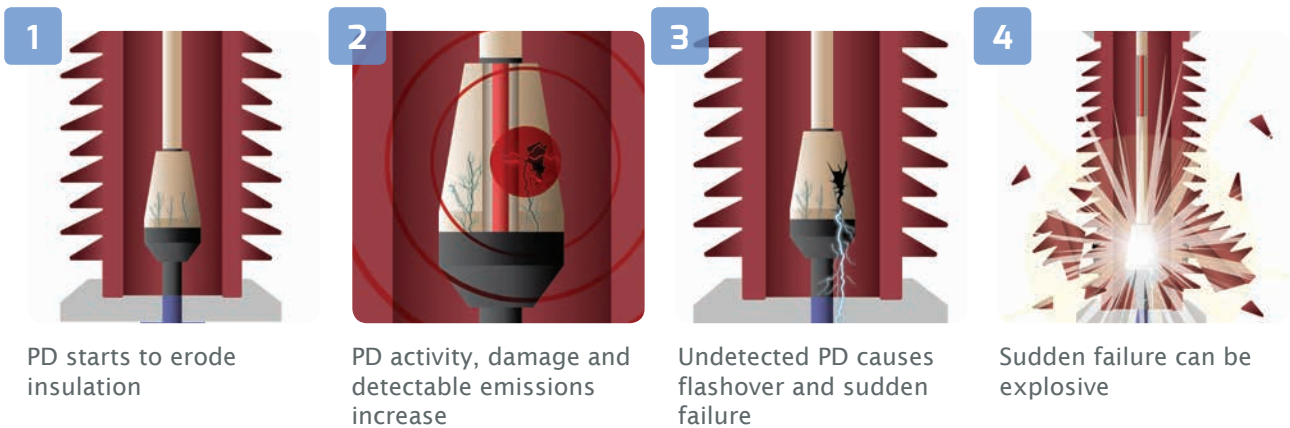 1
PD starts to erode
insulation
2
PD activity, damage and
detectable emissions
increase
3
Undetected PD causes
flashover and sudden
failure
4
Sudden failure can be
explosive